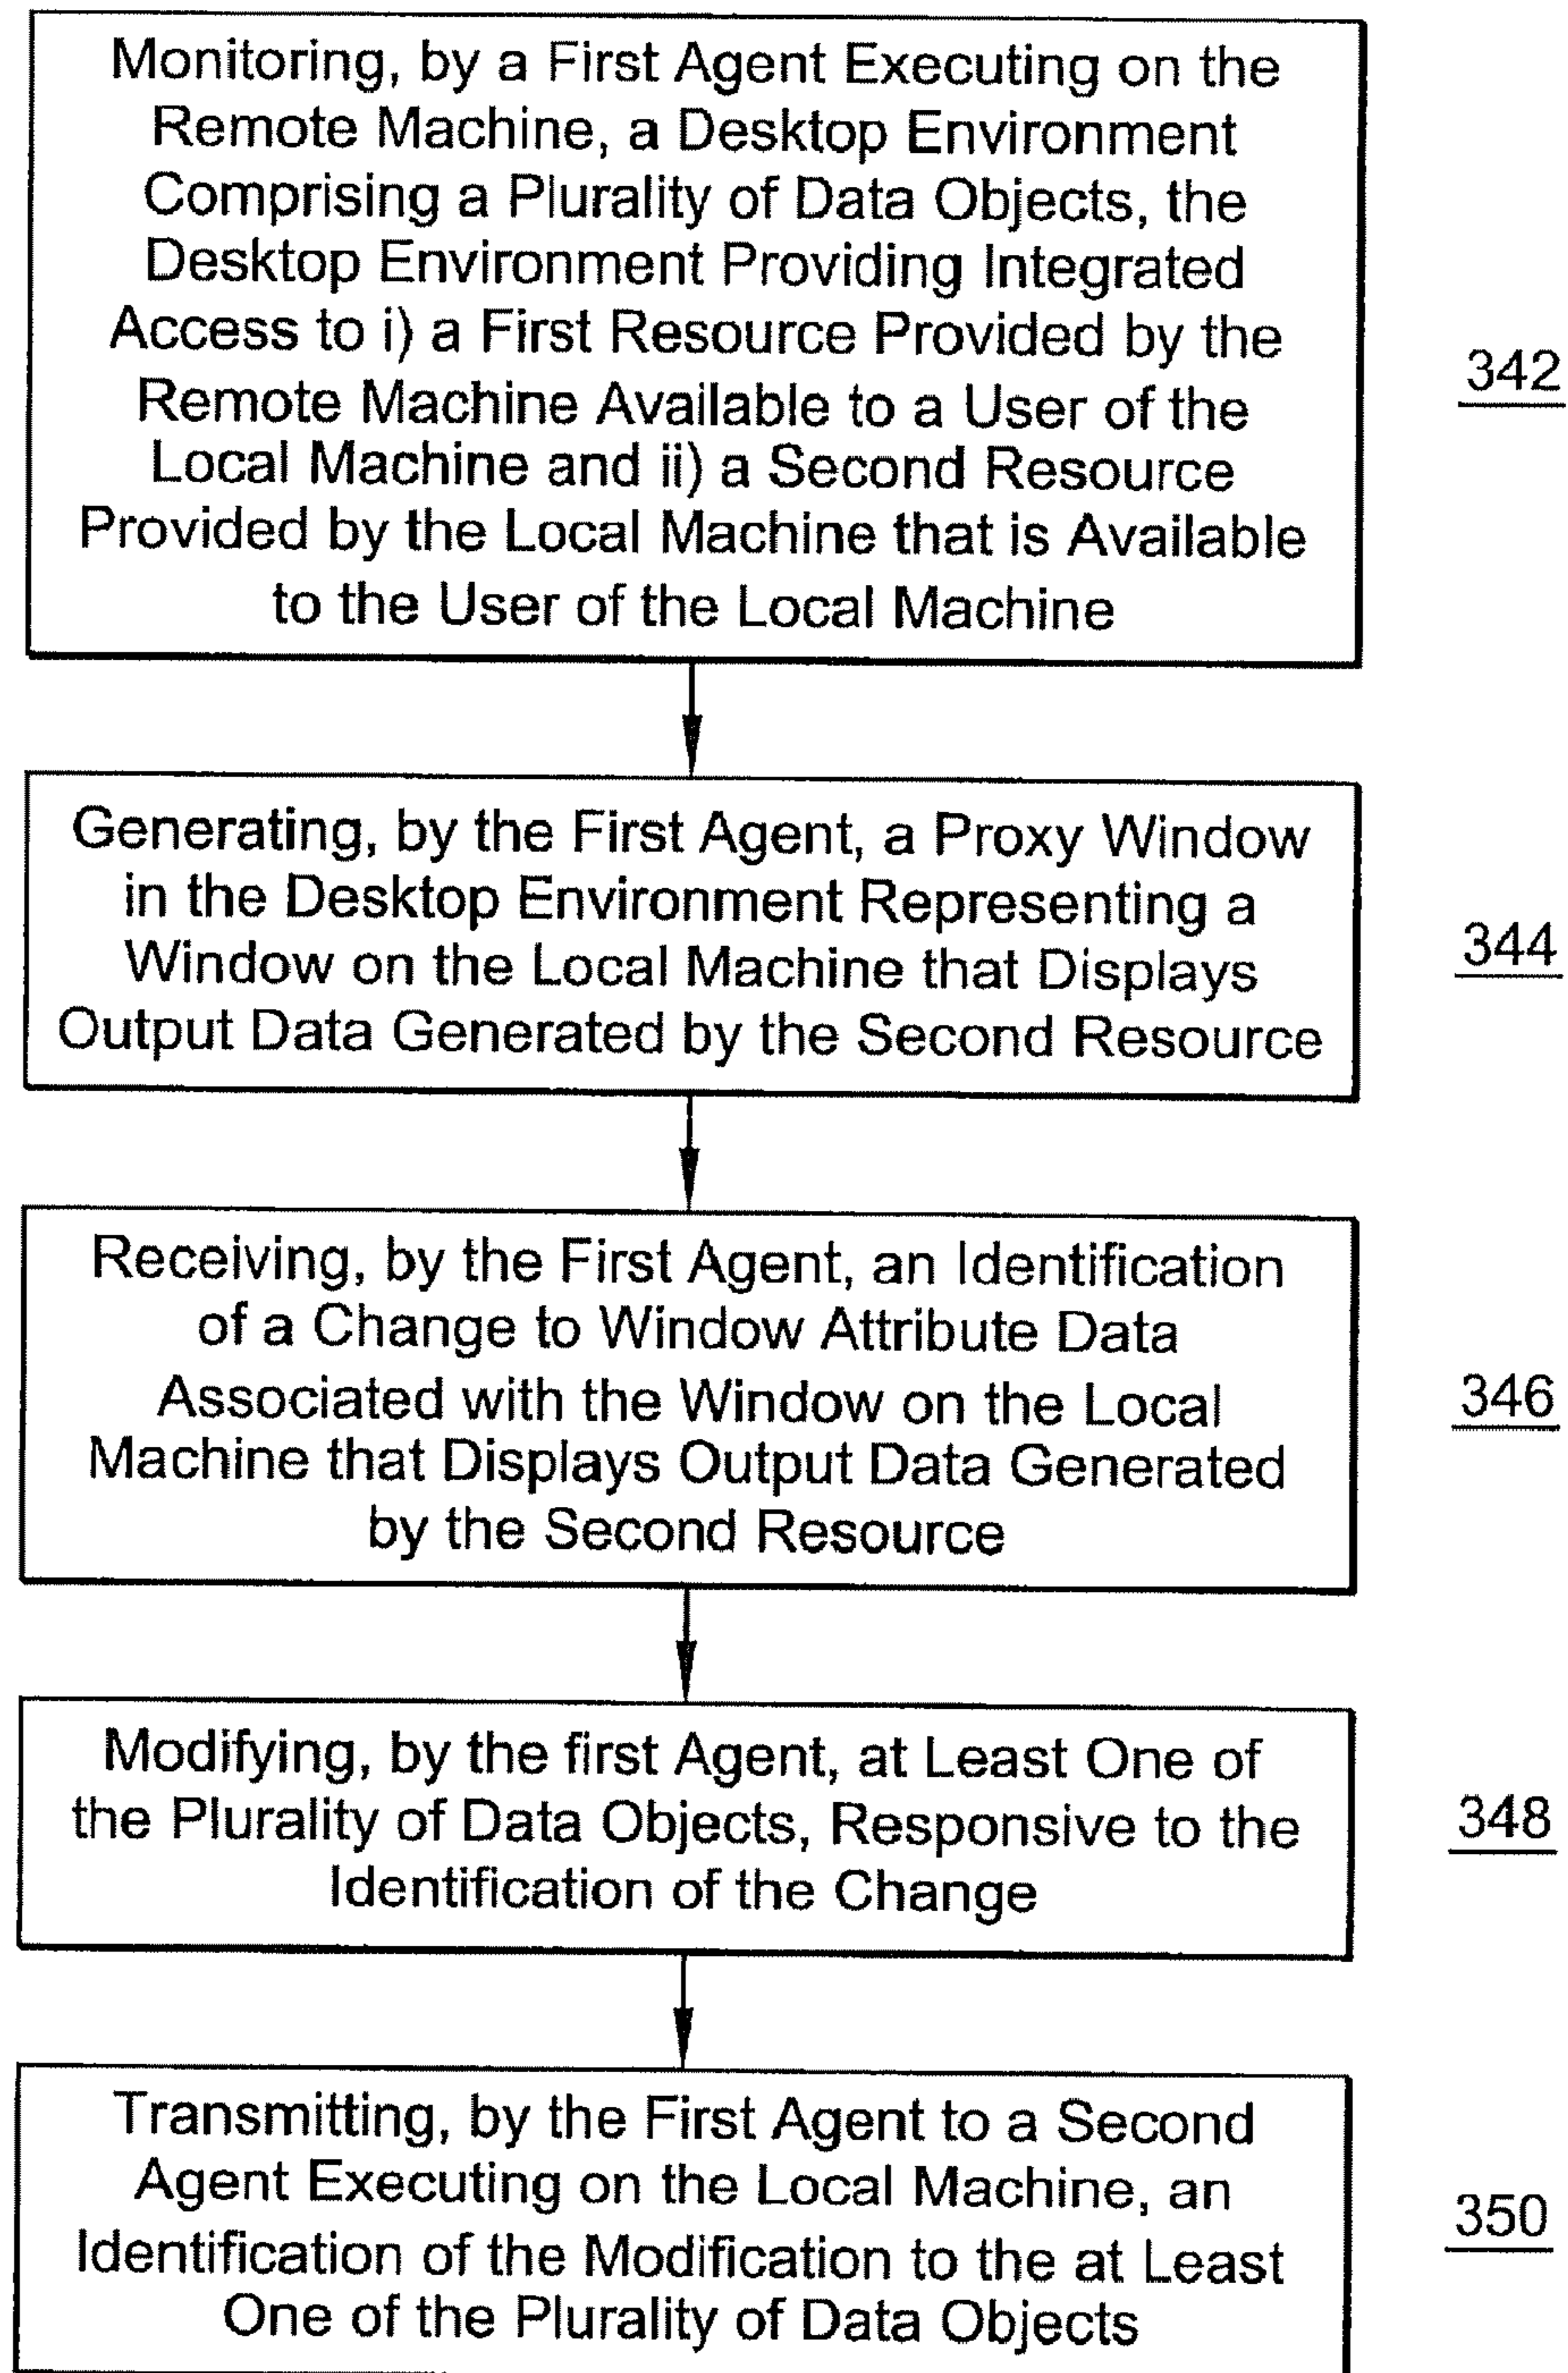 Monitoring, by a First Agent Executing on the
Remote Machine, a Desktop Environment
Comprising a Plurality of Data Objects, the
Desktop Environment Providing Integrated
Access to i) a First Resource Provided by the
Remote Machine Available to a User of the
Local Machine and ii) a Second Resource
Provided by the Local Machine that is Available
to the User of the Local Machine
342
Generating, by the First Agent, a Proxy Window
in the Desktop Environment Representing a
Window on the Local Machine that Displays
Output Data Generated by the Second Resource
344
Receiving, by the First Agent, an Identification
of a Change to Window Attribute Data
Associated with the Window on the Local
Machine that Displays Output Data Generated
by the Second Resource
346
Modifying, by the first Agent, at Least One of
the Plurality of Data Objects, Responsive to the
Identification of the Change
348
Transmitting, by the First Agent to a Second
Agent Executing on the Local Machine, an
Identification of the Modification to the at Least
One of the Plurality of Data Objects
350